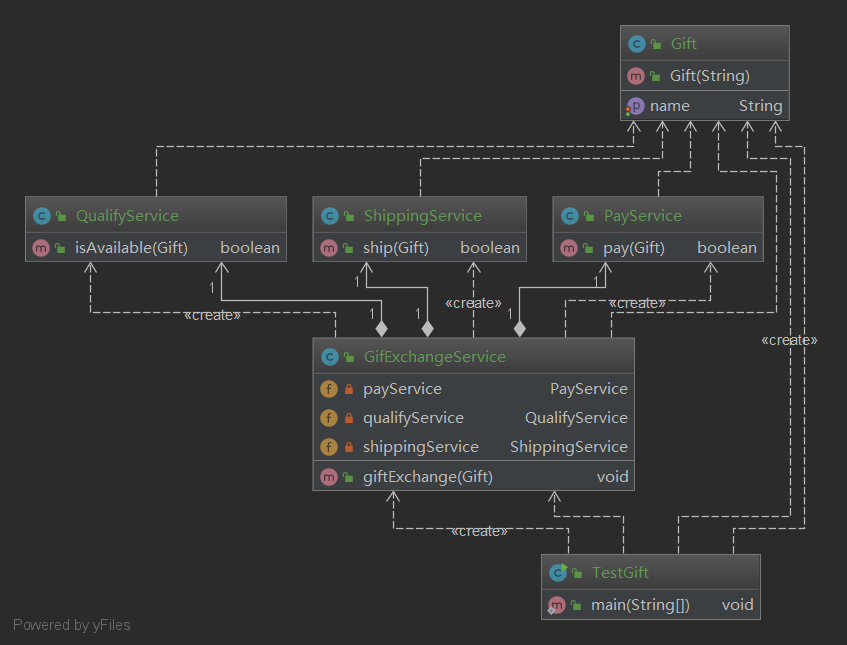 Gift
m Gift(String)
p name String
QualifyService
m isAvailable(Gift) boolean
ShippingService
m ship(Gift) boolean
PayService
m pay(Gift) boolean
1
1
1
1
1
1
«create»
«create»
«create»
«create»
C GifExchangeService
f payService PayService
f qualifyService QualifyService
f shippingService ShippingService
m giftExchange(Gift) void
«create»
C TestGift
m main(String[]) void
Powered by yFiles